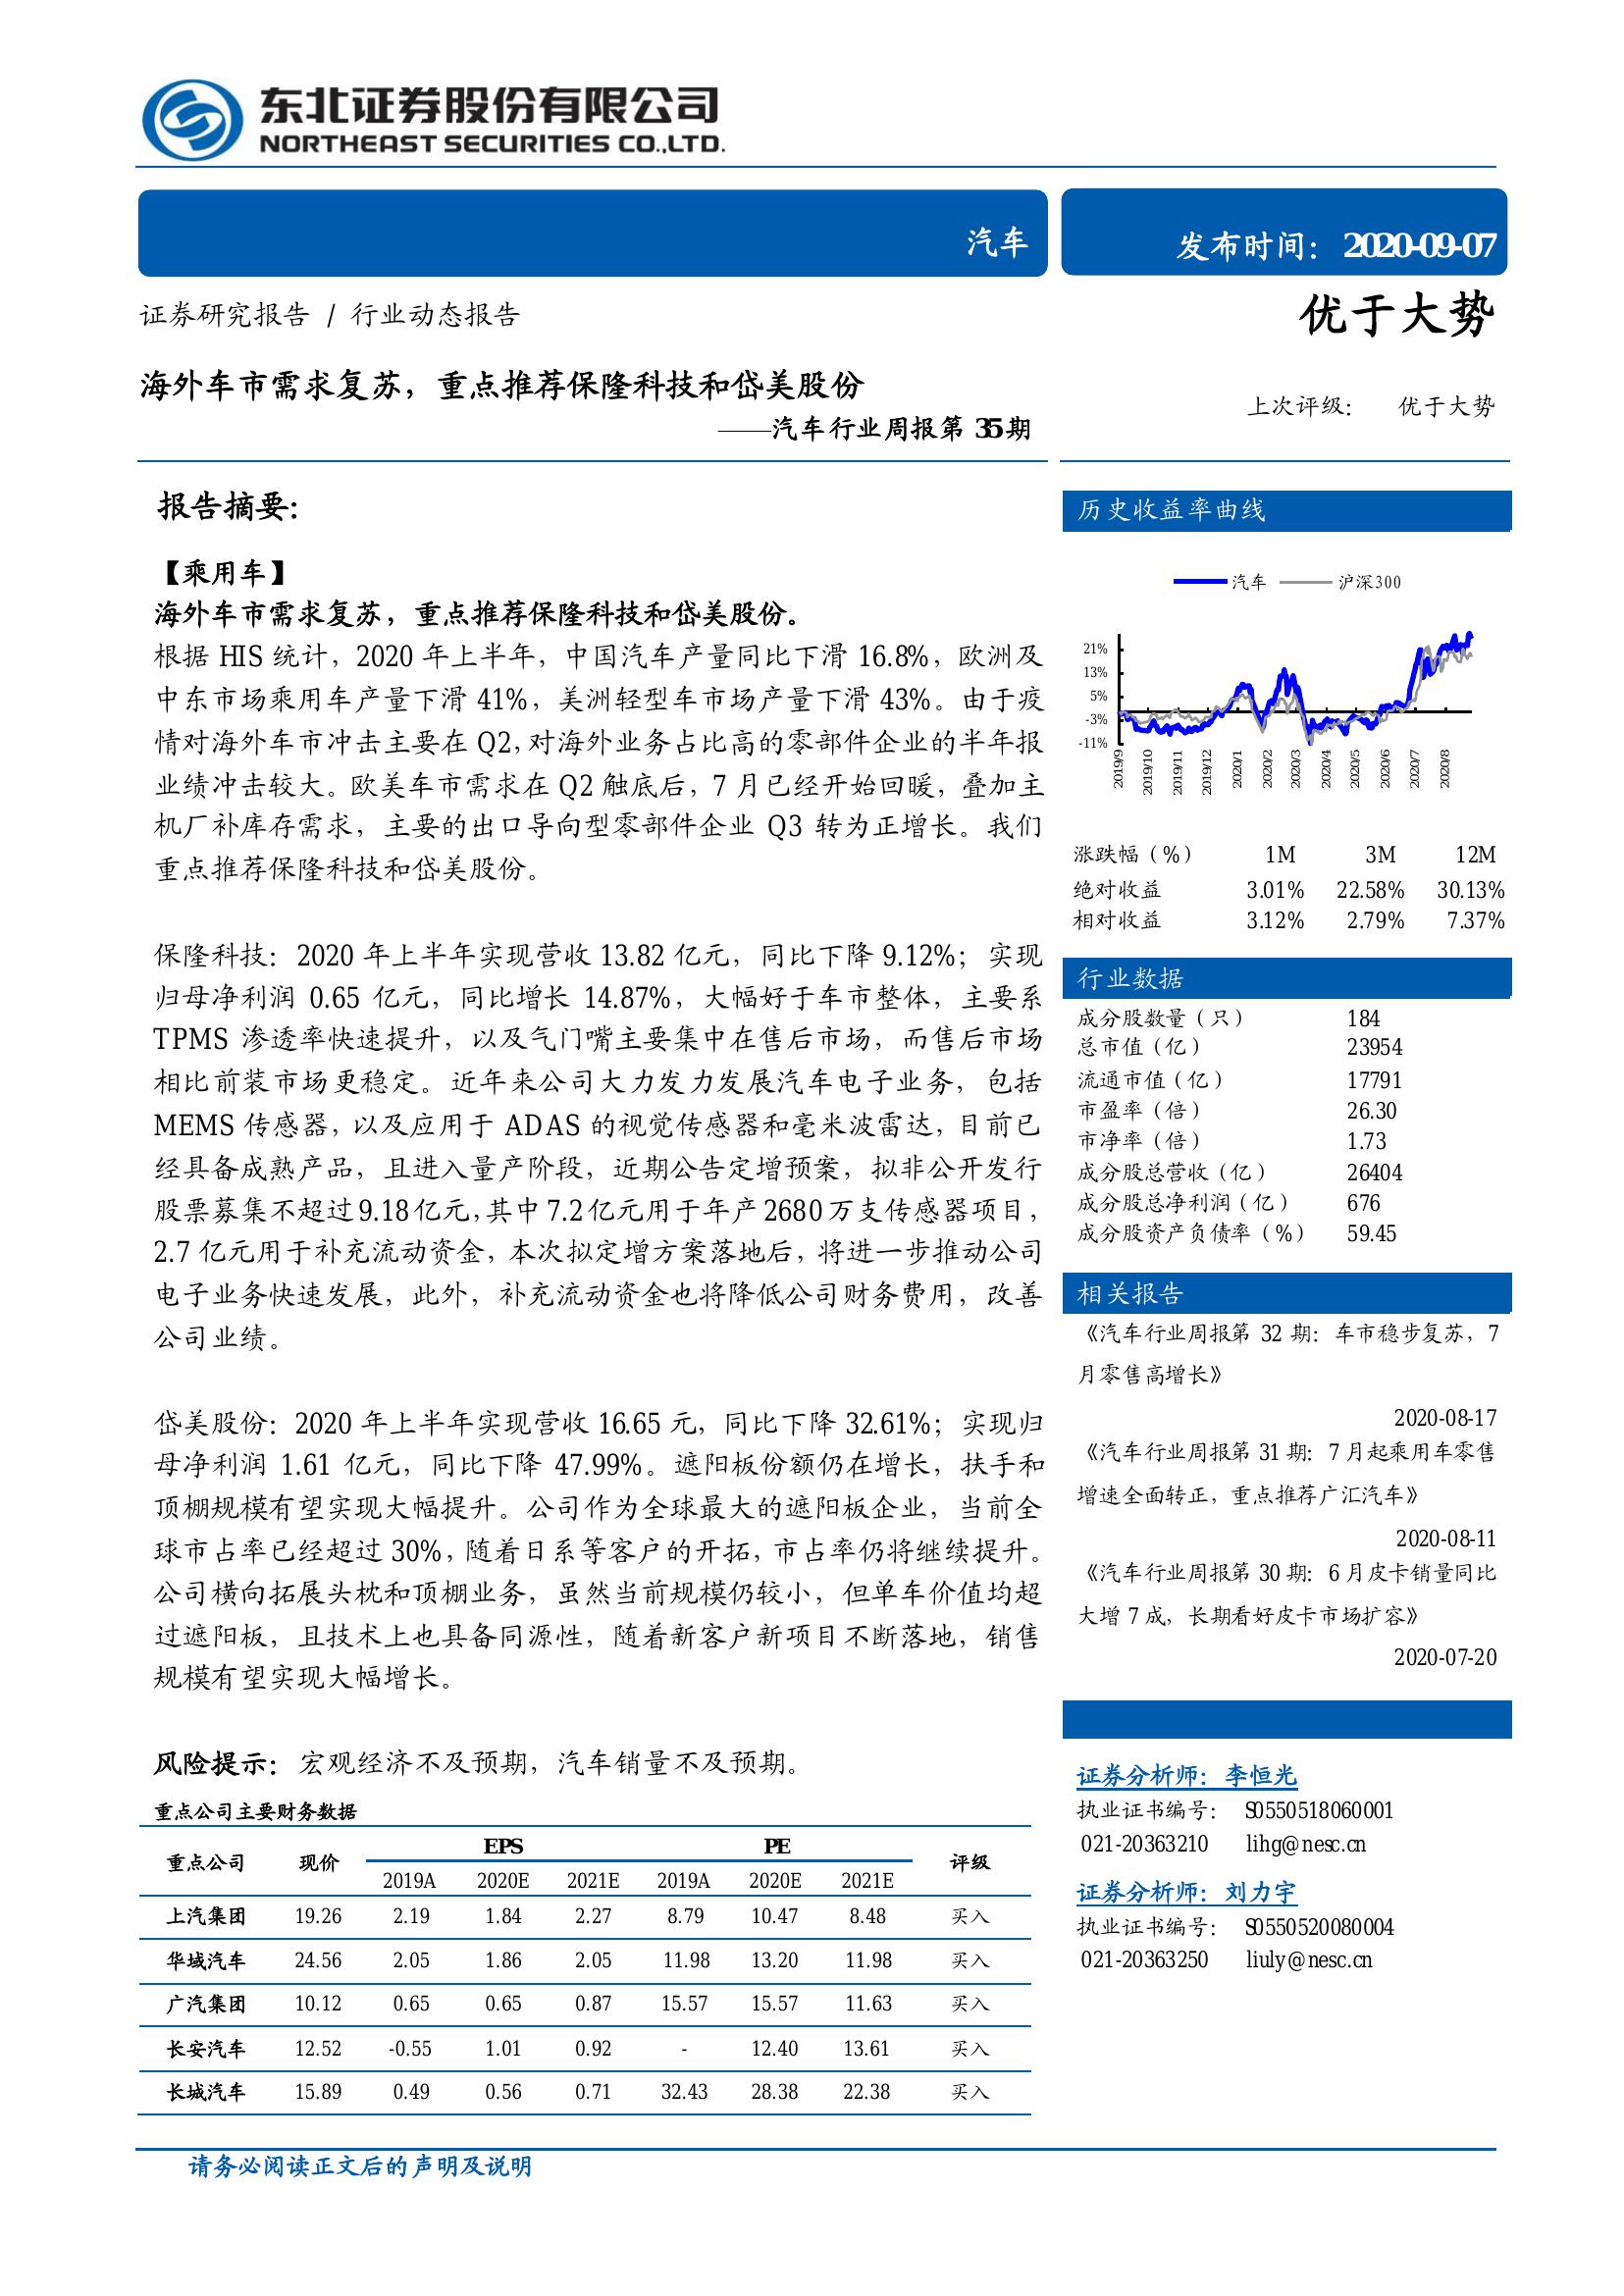 东北证券股份有限公司
NORTHEAST SECURITIES CO.,LTD.
汽车
发布时间：2020-09-07
证券研究报告 / 行业动态报告
优于大势
海外车市需求复苏，重点推荐保隆科技和岱美股份
——汽车行业周报第 35 期
上次评级： 优于大势
报告摘要：
【乘用车】
海外车市需求复苏，重点推荐保隆科技和岱美股份。
根据 HIS 统计，2020 年上半年，中国汽车产量同比下滑 16.8%，欧洲及
中东市场乘用车产量下滑 41%，美洲轻型车市场产量下滑 43%。由于疫
情对海外车市冲击主要在 Q2，对海外业务占比高的零部件企业的半年报
业绩冲击较大。欧美车市需求在 Q2 触底后，7 月已经开始回暖，叠加主
机厂补库存需求，主要的出口导向型零部件企业 Q3 转为正增长。我们
重点推荐保隆科技和岱美股份。
保隆科技：2020 年上半年实现营收 13.82 亿元，同比下降 9.12%；实现
归母净利润 0.65 亿元，同比增长 14.87%，大幅好于车市整体，主要系
TPMS 渗透率快速提升，以及气门嘴主要集中在售后市场，而售后市场
相比前装市场更稳定。近年来公司大力发力发展汽车电子业务，包括
MEMS 传感器，以及应用于 ADAS 的视觉传感器和毫米波雷达，目前已
经具备成熟产品，且进入量产阶段，近期公告定增预案，拟非公开发行
股票募集不超过 9.18 亿元，其中 7.2 亿元用于年产 2680 万支传感器项目，
2.7 亿元用于补充流动资金，本次拟定增方案落地后，将进一步推动公司
电子业务快速发展，此外，补充流动资金也将降低公司财务费用，改善
公司业绩。
岱美股份：2020 年上半年实现营收 16.65 元，同比下降 32.61%；实现归
母净利润 1.61 亿元，同比下降 47.99%。遮阳板份额仍在增长，扶手和
顶棚规模有望实现大幅提升。公司作为全球最大的遮阳板企业，当前全
球市占率已经超过 30%，随着日系等客户的开拓，市占率仍将继续提升。
公司横向拓展头枕和顶棚业务，虽然当前规模仍较小，但单车价值均超
过遮阳板，且技术上也具备同源性，随着新客户新项目不断落地，销售
规模有望实现大幅增长。
风险提示：宏观经济不及预期，汽车销量不及预期。
重点公司主要财务数据
重点公司 现价 EPS PE 评级
2019A 2020E 2021E 2019A 2020E 2021E
上汽集团 19.26 2.19 1.84 2.27 8.79 10.47 8.48 买入
华域汽车 24.56 2.05 1.86 2.05 11.98 13.20 11.98 买入
广汽集团 10.12 0.65 0.65 0.87 15.57 15.57 11.63 买入
长安汽车 12.52 -0.55 1.01 0.92 - 12.40 13.61 买入
长城汽车 15.89 0.49 0.56 0.71 32.43 28.38 22.38 买入
历史收益率曲线
汽车 沪深300
21%
13%
5%
-3%
-11%
2019/9 2019/10 2019/11 2019/12 2020/1 2020/2 2020/3 2020/4 2020/5 2020/6 2020/7 2020/8
涨跌幅（%） 1M 3M 12M
绝对收益 3.01% 22.58% 30.13%
相对收益 3.12% 2.79% 7.37%
行业数据
成分股数量（只） 184
总市值（亿） 23954
流通市值（亿） 17791
市盈率（倍） 26.30
市净率（倍） 1.73
成分股总营收（亿） 26404
成分股总净利润（亿） 676
成分股资产负债率（%） 59.45
相关报告
《汽车行业周报第 32 期：车市稳步复苏，7
月零售高增长》
2020-08-17
《汽车行业周报第 31 期：7 月起乘用车零售
增速全面转正，重点推荐广汇汽车》
2020-08-11
《汽车行业周报第 30 期：6 月皮卡销量同比
大增 7 成，长期看好皮卡市场扩容》
2020-07-20
证券分析师：李恒光
执业证书编号： S0550518060001
021-20363210 lihg@nesc.cn
证券分析师：刘力宇
执业证书编号： S0550520080004
021-20363250 liuly@nesc.cn
请务必阅读正文后的声明及说明